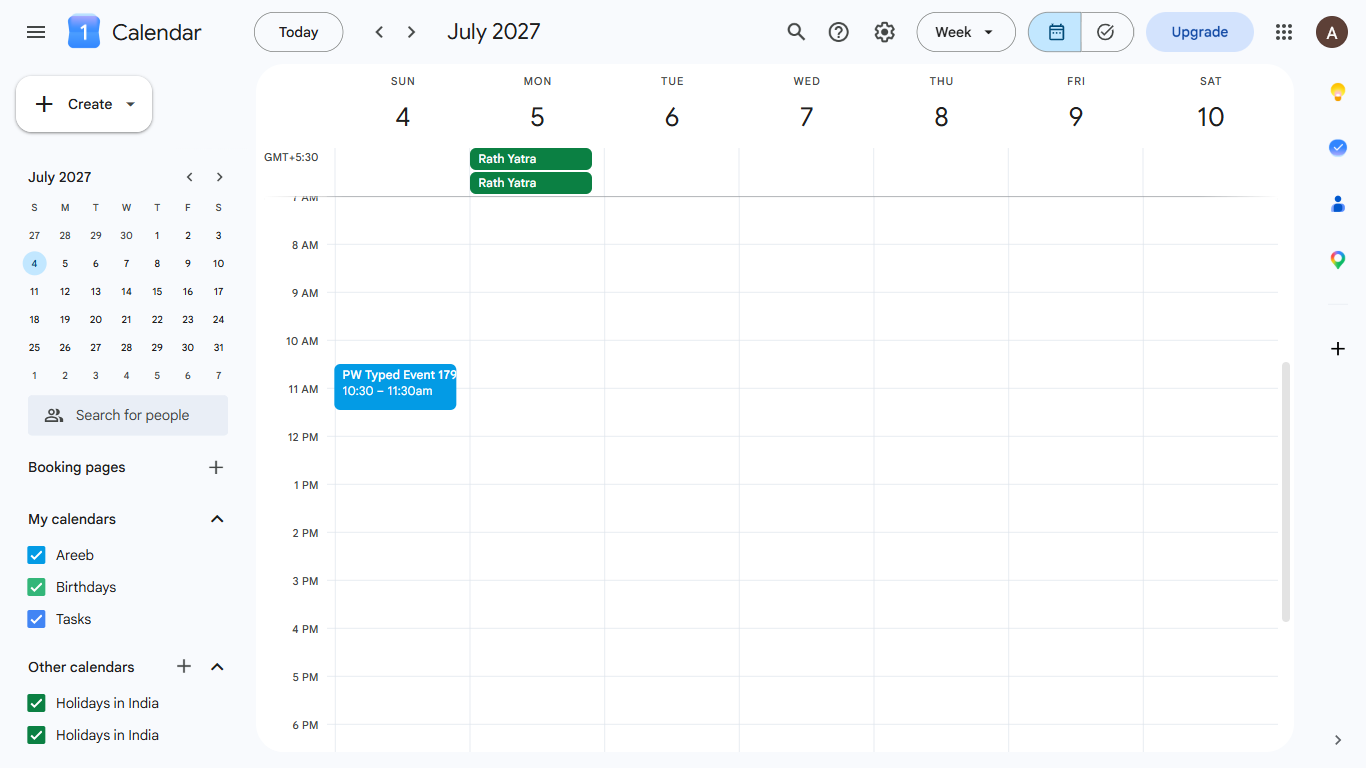 1 Calendar
Today
July 2027
Week
Upgrade
A
Create
July 2027
S M T W T F S
27 28 29 30 1 2 3
4 5 6 7 8 9 10
11 12 13 14 15 16 17
18 19 20 21 22 23 24
25 26 27 28 29 30 31
1 2 3 4 5 6 7
Search for people
Booking pages
My calendars
Areeb
Birthdays
Tasks
Other calendars
Holidays in India
Holidays in India
SUN MON TUE WED THU FRI SAT
4 5 6 7 8 9 10
GMT+5:30
Rath Yatra
Rath Yatra
7 AM
8 AM
9 AM
10 AM
PW Typed Event 179
10:30 – 11:30am
11 AM
12 PM
1 PM
2 PM
3 PM
4 PM
5 PM
6 PM